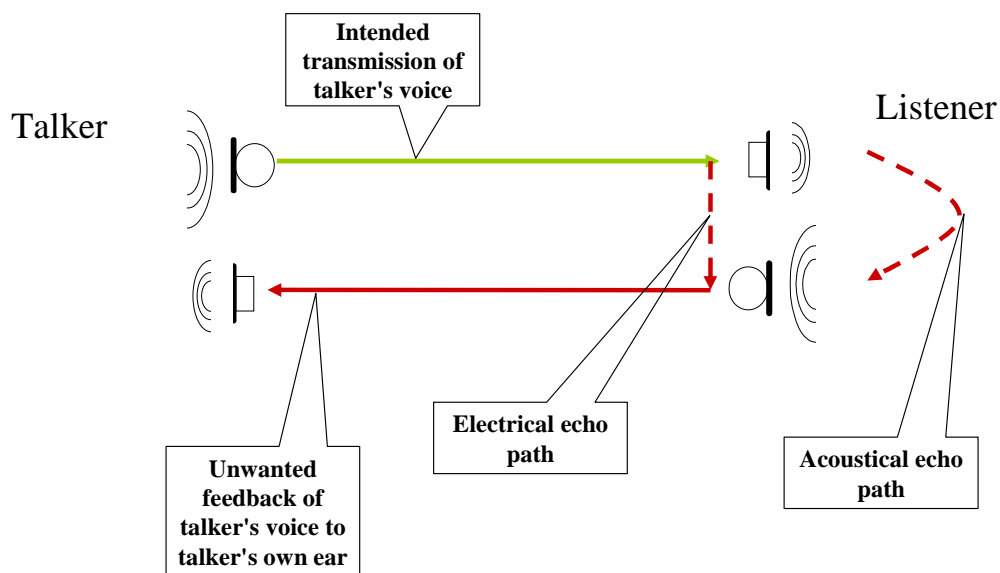 Intended
transmission of
talker's voice
Talker
Listener
Electrical echo
path
Acoustical echo
path
Unwanted
feedback of
talker's voice to
talker's own ear